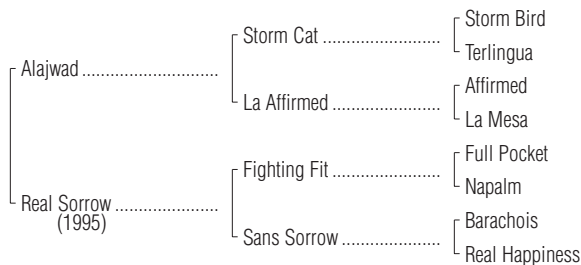 Storm Bird
Storm Cat
Terlingua
Alajwad
Affirmed
La Affirmed
La Mesa
Full Pocket
Fighting Fit
Napalm
Real Sorrow
(1995)
Barachois
Sans Sorrow
Real Happiness